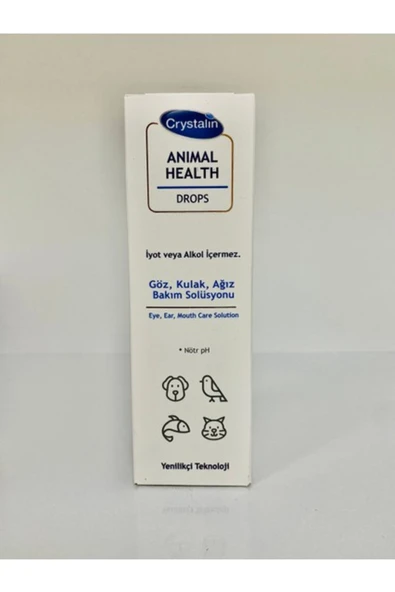 Crystalin
ANIMAL
HEALTH
DROPS
İyot veya Alkol İçermez.
Göz, Kulak, Ağız
Bakım Solüsyonu
Eye, Ear, Mouth Care Solution
• Nötr pH
Yenilikçi Teknoloji